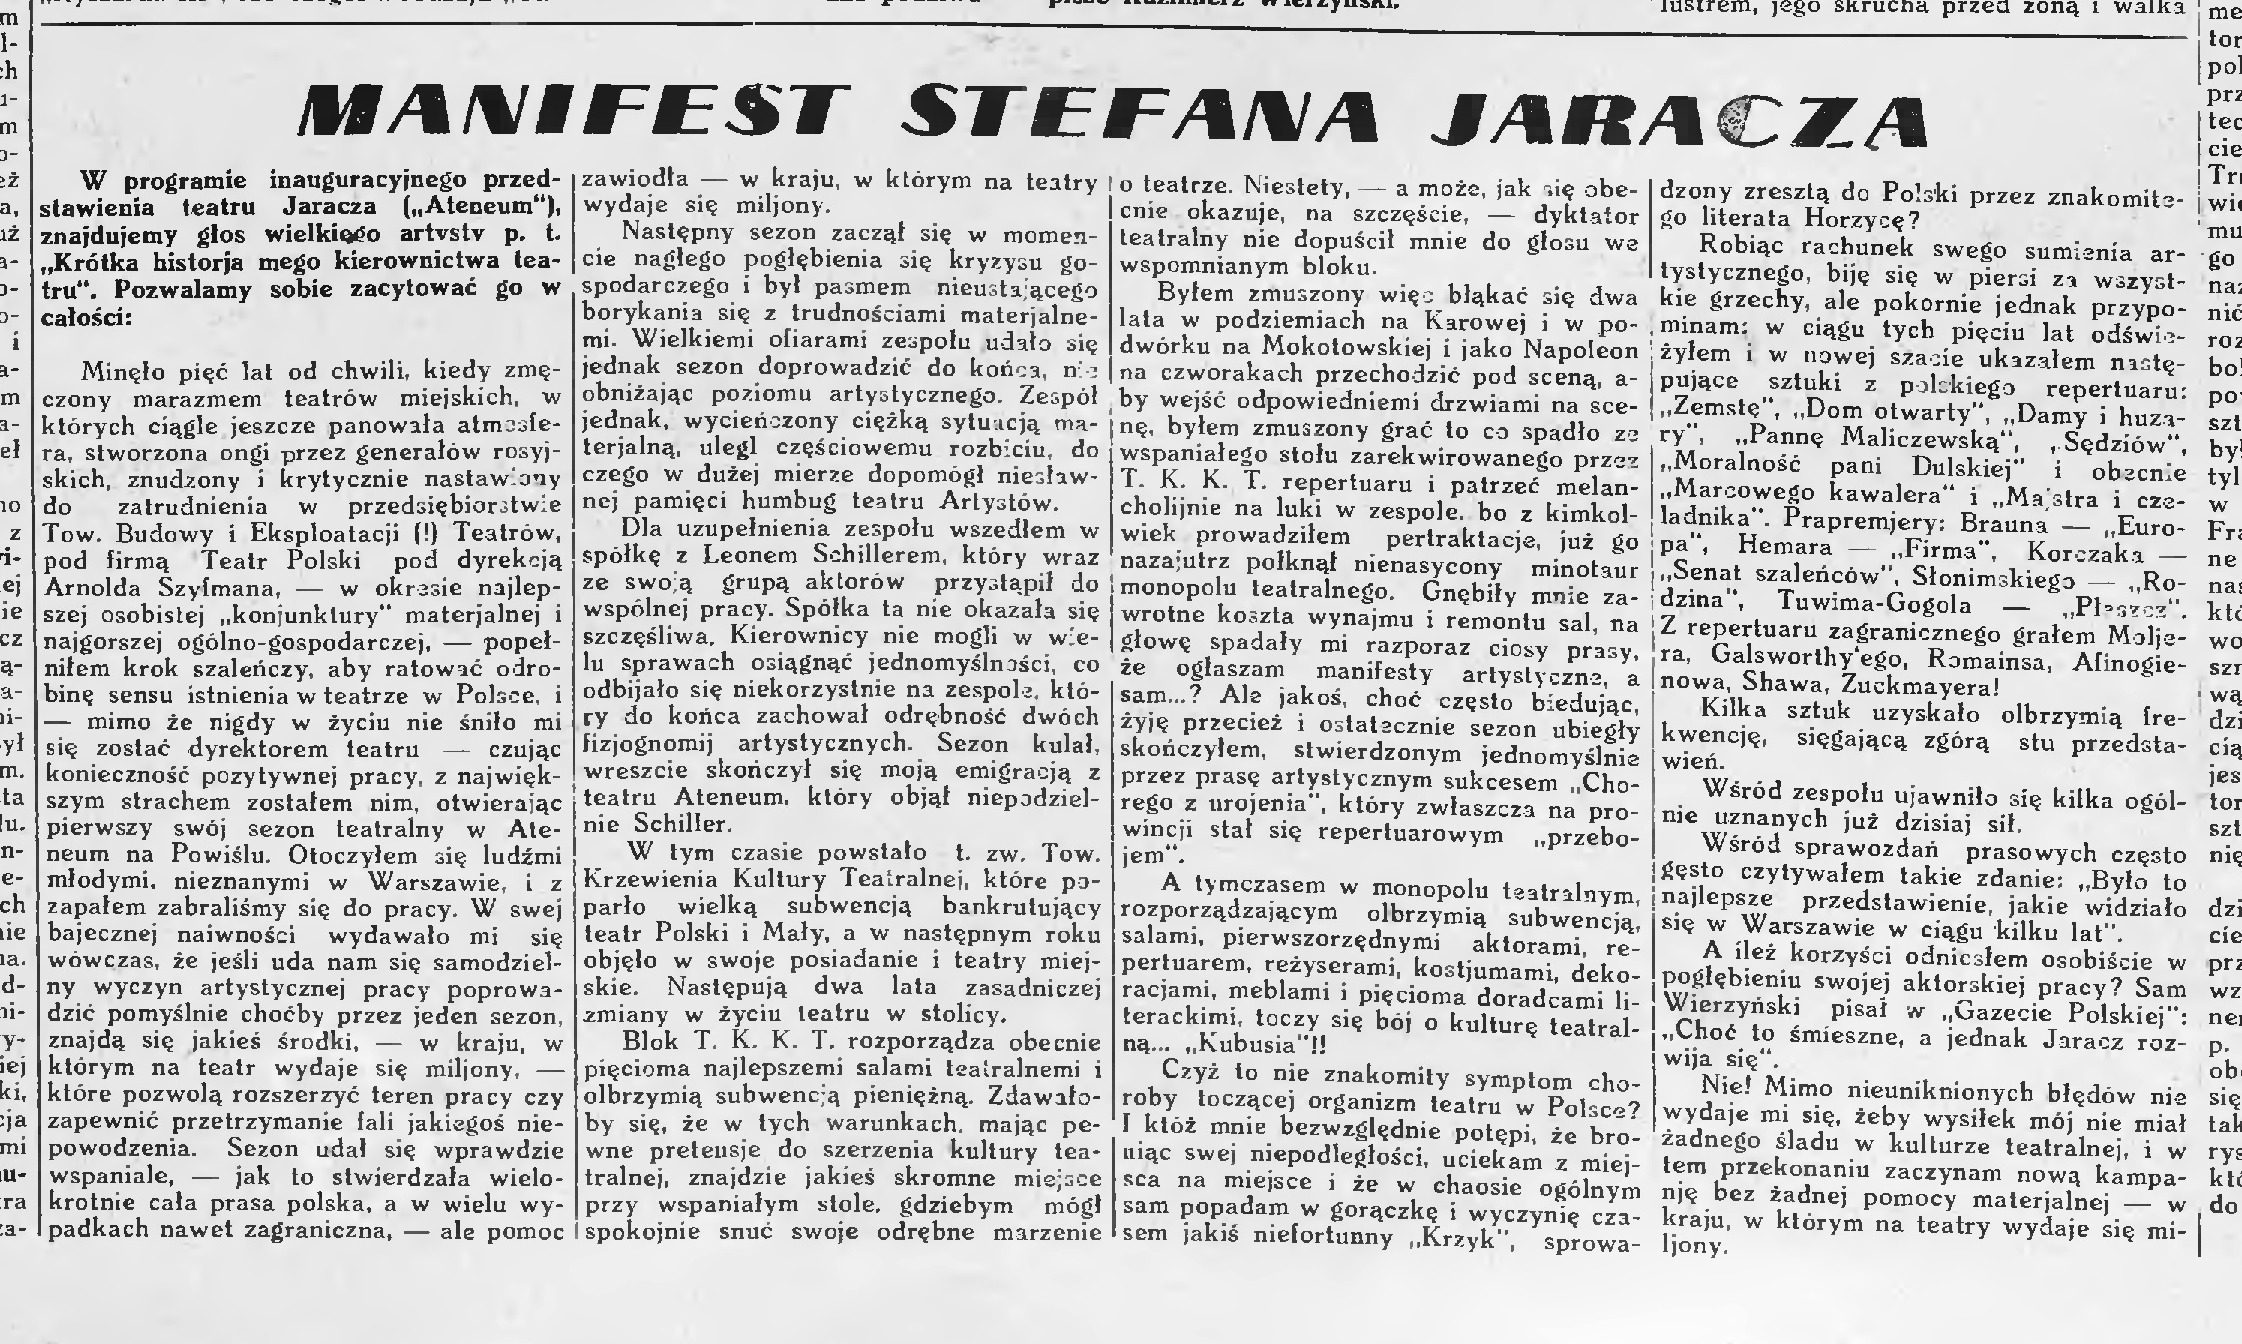 pisze Kazimierz Wierzyński.
lustrem, jego skrucha przed żoną i walka
MANIFEST STEFANA JARACZA
W programie inauguracyjnego przed-
stawienia teatru Jaracza („Ateneum“),
znajdujemy głos wielkiego artysty p. t.
„Krótka historja mego kierownictwa tea-
tru“. Pozwalamy sobie zacytować go w
całości:
Minęło pięć lat od chwili, kiedy zmę-
czony marazmem teatrów miejskich, w
których ciągle jeszcze panowała atmosfe-
ra, stworzona ongi przez generałów rosyj-
skich, znudzony i krytycznie nastawiony
do zatrudnienia w przedsiębiorstwie
Tow. Budowy i Eksploatacji (!) Teatrów,
pod firmą Teatr Polski pod dyrekcją
Arnolda Szyfmana, — w okresie najlep-
szej osobistej „konjunktury“ materjalnej i
najgorszej ogólno-gospodarczej, — popeł-
niłem krok szaleńczy, aby ratować odro-
binę sensu istnienia w teatrze w Polsce, i
— mimo że nigdy w życiu nie śniło mi
się zostać dyrektorem teatru — czując
konieczność pozytywnej pracy, z najwięk-
szym strachem zostałem nim, otwierając
pierwszy swój sezon teatralny w Ate-
neum na Powiślu. Otoczyłem się ludźmi
młodymi, nieznanymi w Warszawie, i z
zapałem zabraliśmy się do pracy. W swej
bajecznej naiwności wydawało mi się
wówczas, że jeśli uda nam się samodziel-
ny wyczyn artystycznej pracy poprowa-
dzić pomyślnie choćby przez jeden sezon,
znajdą się jakieś środki, — w kraju, w
którym na teatr wydaje się miljony, —
które pozwolą rozszerzyć teren pracy czy
zapewnić przetrzymanie fali jakiegoś nie-
powodzenia. Sezon udał się wprawdzie
wspaniale, — jak to stwierdzała wielo-
krotnie cała prasa polska, a w wielu wy-
padkach nawet zagraniczna, — ale pomoc
zawiodła — w kraju, w którym na teatry
wydaje się miljony.
Następny sezon zaczął się w momen-
cie nagłego pogłębienia się kryzysu go-
spodarczego i był pasmem nieustającego
borykania się z trudnościami materjalne-
mi. Wielkiemi ofiarami zespołu udało się
jednak sezon doprowadzić do końca, nie
obniżając poziomu artystycznego. Zespół
jednak, wycieńczony ciężką sytuacją ma-
terjalną, uległ częściowemu rozbiciu, do
czego w dużej mierze dopomógł niesław-
nej pamięci humbug teatru Artystów.
Dla uzupełnienia zespołu wszedłem w
spółkę z Leonem Schillerem, który wraz
ze swoją grupą aktorów przystąpił do
wspólnej pracy. Spółka ta nie okazała się
szczęśliwa. Kierownicy nie mogli w wie-
lu sprawach osiągnąć jednomyślności, co
odbijało się niekorzystnie na zespole, któ-
ry do końca zachował odrębność dwóch
fizjognomij artystycznych. Sezon kulał,
wreszcie skończył się moją emigracją z
teatru Ateneum, który objął niepodziel-
nie Schiller.
W tym czasie powstało t. zw. Tow.
Krzewienia Kultury Teatralnej, które po-
parło wielką subwencją bankrutujący
teatr Polski i Mały, a w następnym roku
objęło w swoje posiadanie i teatry miej-
skie. Następują dwa lata zasadniczej
zmiany w życiu teatru w stolicy.
Blok T. K. K. T. rozporządza obecnie
pięcioma najlepszemi salami teatralnemi i
olbrzymią subwencją pieniężną. Zdawało-
by się, że w tych warunkach, mając pe-
wne pretensje do szerzenia kultury tea-
tralnej, znajdzie jakieś skromne miejsce
przy wspaniałym stole, gdziebym mógł
spokojnie snuć swoje odrębne marzenie
o teatrze. Niestety, — a może, jak się obe-
cnie okazuje, na szczęście, — dyktator
teatralny nie dopuścił mnie do głosu we
wspomnianym bloku.
Byłem zmuszony więc błąkać się dwa
lata w podziemiach na Karowej i w po-
dwórku na Mokotowskiej i jako Napoleon
na czworakach przechodzić pod sceną, a-
by wejść odpowiedniemi drzwiami na sce-
nę, byłem zmuszony grać to co spadło ze
wspaniałego stołu zarekwirowanego przez
T. K. K. T. repertuaru i patrzeć melan-
cholijnie na luki w zespole, bo z kimkol-
wiek prowadziłem pertraktacje, już go
nazajutrz połknął nienasycony minotaur
monopolu teatralnego. Gnębiły mnie za-
wrotne koszta wynajmu i remontu sal, na
głowę spadały mi razporaz ciosy prasy,
że ogłaszam manifesty artystyczne, a
sam...? Ale jakoś, choć często biedując,
żyję przecież i ostatecznie sezon ubiegły
skończyłem, stwierdzonym jednomyślnie
przez prasę artystycznym sukcesem „Cho-
rego z urojenia“, który zwłaszcza na pro-
wincji stał się repertuarowym „przebo-
jem“.
A tymczasem w monopolu teatralnym,
rozporządzającym olbrzymią subwencją,
salami, pierwszorzędnymi aktorami, re-
pertuarem, reżyserami, kostjumami, deko-
racjami, meblami i pięcioma doradcami li-
terackimi, toczy się bój o kulturę teatral-
ną... „Kubusia“!!
Czyż to nie znakomity symptom cho-
roby toczącej organizm teatru w Polsce?
I któż mnie bezwzględnie potępi, że bro-
niąc swej niepodległości, uciekam z miej-
sca na miejsce i że w chaosie ogólnym
sam popadam w gorączkę i wyczynię cza-
sem jakiś niefortunny „Krzyk“, sprowa-
dzony zresztą do Polski przez znakomite-
go literata Horzycę?
Robiąc rachunek swego sumienia ar-
tystycznego, biję się w piersi za wszyst-
kie grzechy, ale pokornie jednak przypo-
minam: w ciągu tych pięciu lat odświe-
żyłem i w nowej szacie ukazałem nastę-
pujące sztuki z polskiego repertuaru:
„Zemstę“, „Dom otwarty“, „Damy i huza-
ry“, „Pannę Maliczewską“, „Sędziów“,
„Moralność pani Dulskiej“ i obecnie
„Marcowego kawalera“ i „Majstra i cze-
ladnika“. Prapremjery: Brauna — „Euro-
pa“, Hemara — „Firma“, Korczaka —
„Senat szaleńców“, Słonimskiego — „Ro-
dzina“, Tuwima-Gogola — „Płaszcz“.
Z repertuaru zagranicznego grałem Molje-
ra, Galsworthy'ego, Romainsa, Afinogie-
nowa, Shawa, Zuckmayera!
Kilka sztuk uzyskało olbrzymią fre-
kwencję, sięgającą zgórą stu przedsta-
wień.
Wśród zespołu ujawniło się kilka ogól-
nie uznanych już dzisiaj sił.
Wśród sprawozdań prasowych często
gęsto czytywałem takie zdanie: „Było to
najlepsze przedstawienie, jakie widziało
się w Warszawie w ciągu kilku lat“.
A ileż korzyści odniosłem osobiście w
pogłębieniu swojej aktorskiej pracy? Sam
Wierzyński pisał w „Gazecie Polskiej“:
„Choć to śmieszne, a jednak Jaracz roz-
wija się“.
Nie! Mimo nieuniknionych błędów nie
wydaje mi się, żeby wysiłek mój nie miał
żadnego śladu w kulturze teatralnej, i w
tem przekonaniu zaczynam nową kampa-
nję bez żadnej pomocy materjalnej — w
kraju, w którym na teatry wydaje się mi-
ljony.